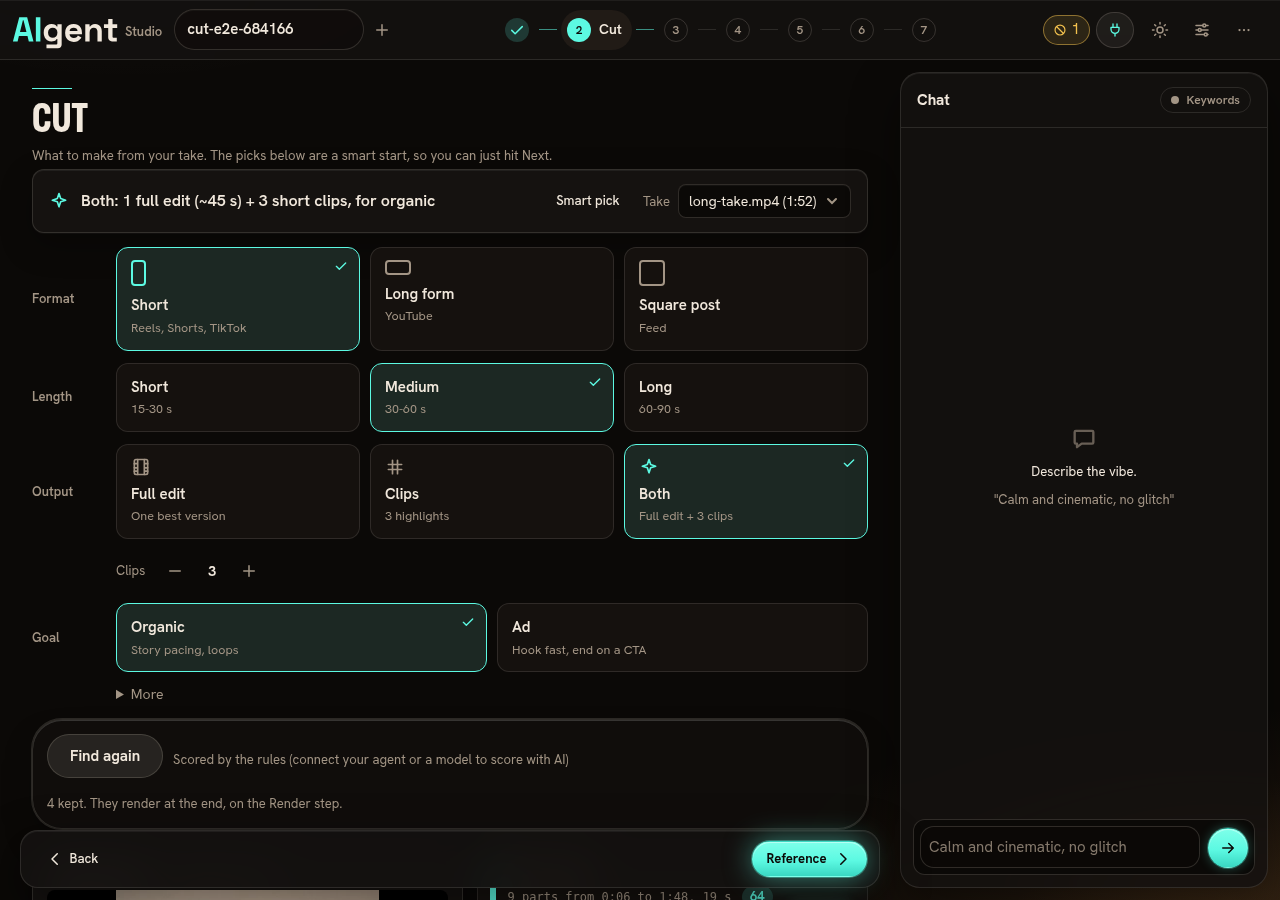 AIgent Studio
cut-e2e-684166
2 Cut 3 4 5 6 7
1
CUT
What to make from your take. The picks below are a smart start, so you can just hit Next.
Both: 1 full edit (~45 s) + 3 short clips, for organic
Smart pick
Take
long-take.mp4 (1:52)
Format
Short
Reels, Shorts, TikTok
Long form
YouTube
Square post
Feed
Length
Short
15-30 s
Medium
30-60 s
Long
60-90 s
Output
Full edit
One best version
Clips
3 highlights
Both
Full edit + 3 clips
Clips
3
Goal
Organic
Story pacing, loops
Ad
Hook fast, end on a CTA
More
Find again
Scored by the rules (connect your agent or a model to score with AI)
4 kept. They render at the end, on the Render step.
Back
Reference
9 parts from 0:06 to 1:48, 19 s 64
Chat
Keywords
Describe the vibe.
"Calm and cinematic, no glitch"
Calm and cinematic, no glitch